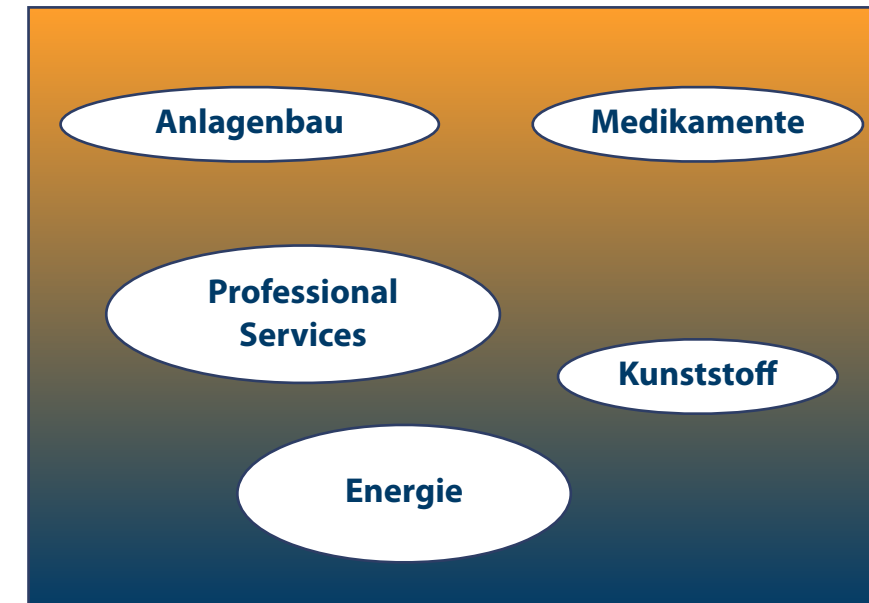 Anlagenbau
Medikamente
Professional
Services
Kunststoff
Energie